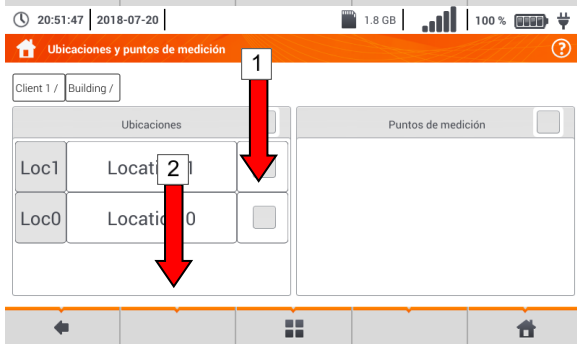 20:51:47 2018-07-20 1.8 GB 100 %
Ubicaciones y puntos de medición ?
1
Client 1 / Building /
Ubicaciones Puntos de medición
Loc1
2
Loc0